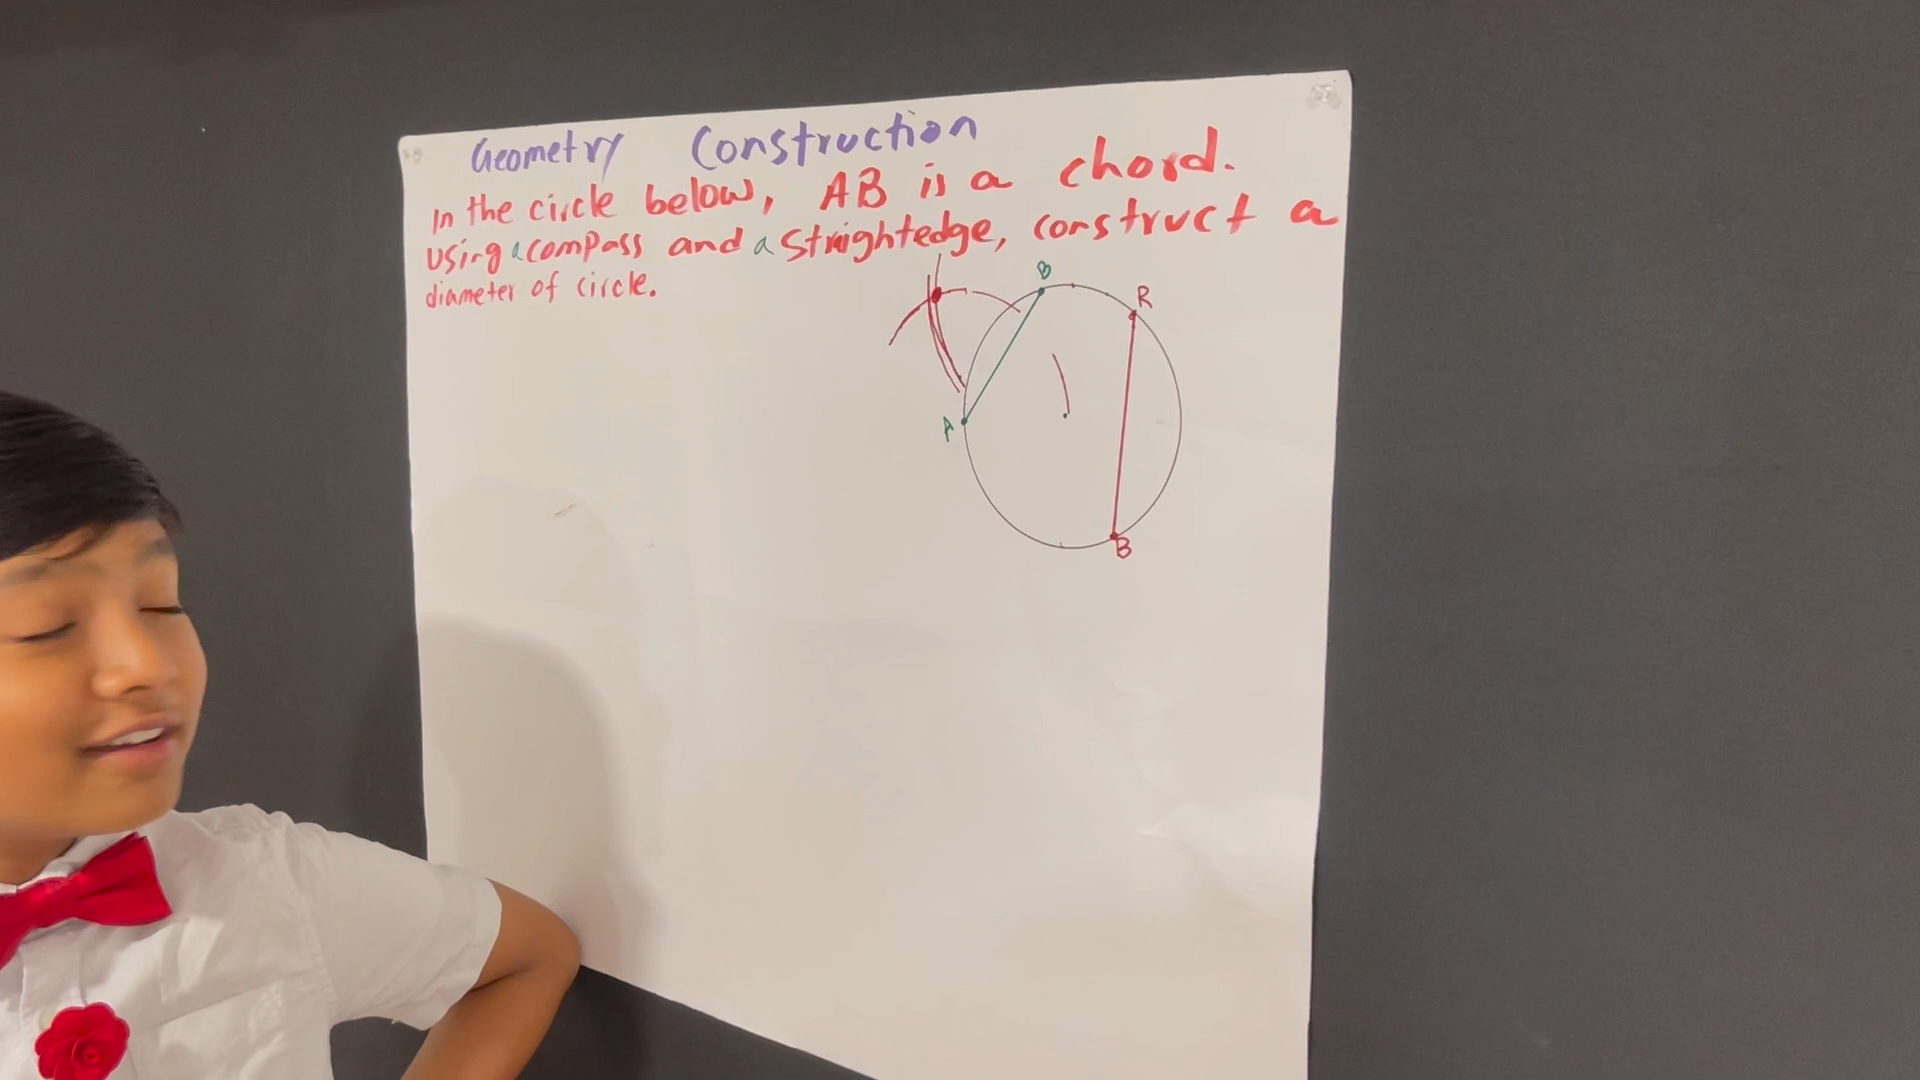 Geometry Construction
In the circle below, AB is a chord.
Using a compass and a straightedge, construct a
diameter of circle.
B
R
A
B